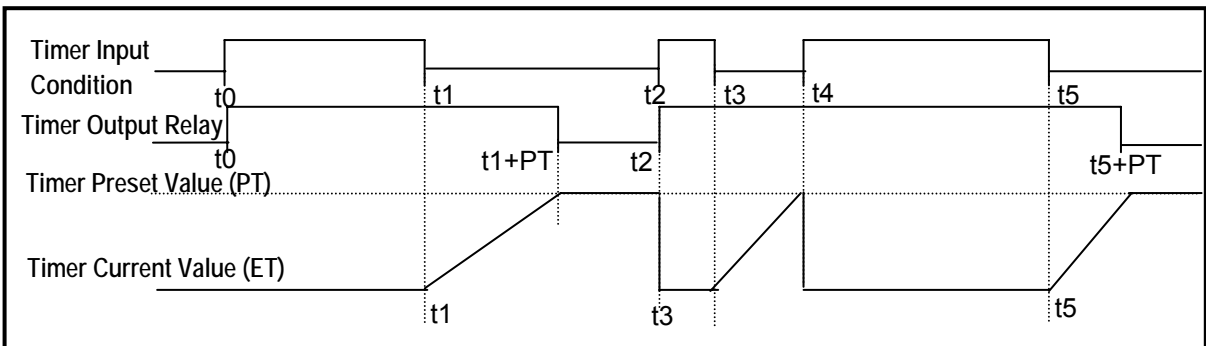 Timer Input
Condition
t0 t1 t2 t3 t4 t5
Timer Output Relay
t0 t1+PT t2 t5+PT
Timer Preset Value (PT)
Timer Current Value (ET)
t1 t3 t5